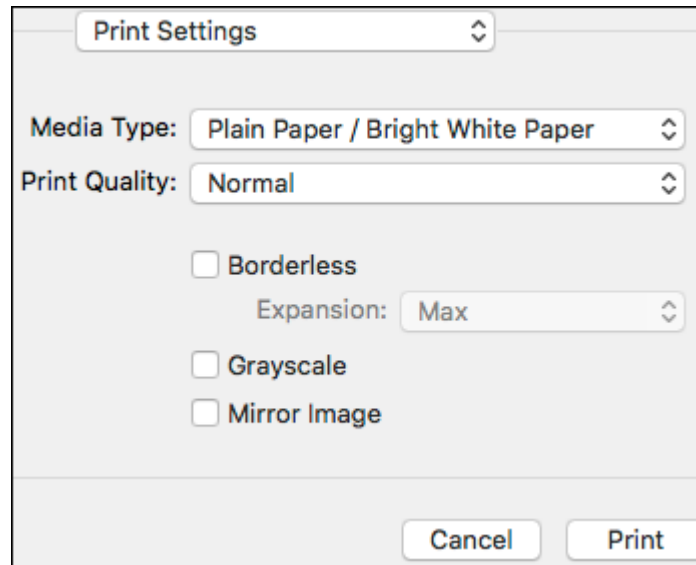 Print Settings
Media Type: Plain Paper / Bright White Paper
Print Quality: Normal
Borderless
Expansion: Max
Grayscale
Mirror Image
Cancel Print